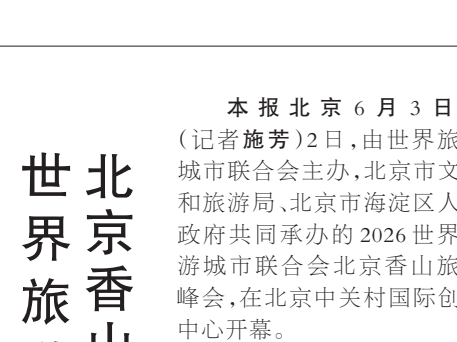 北京香山
世界旅
本报北京6月3日
(记者施芳)2日,由世界旅
城市联合会主办,北京市文
和旅游局、北京市海淀区人
政府共同承办的2026世界
游城市联合会北京香山旅
峰会,在北京中关村国际创
中心开幕。